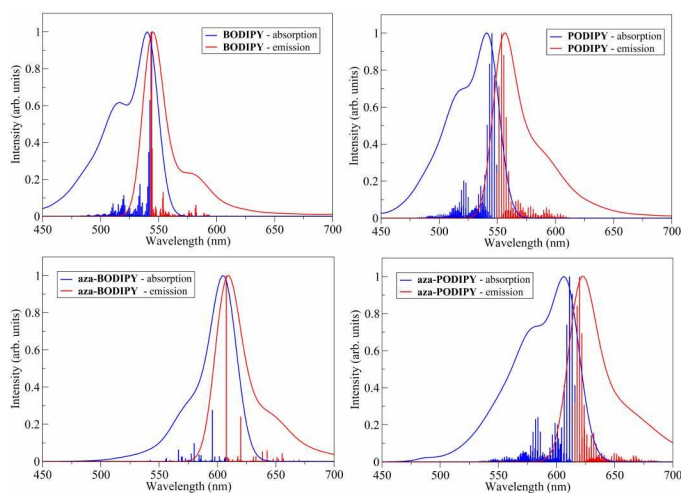 BODIPY - absorption
BODIPY - emission
Intensity (arb. units)
1
0.8
0.6
0.4
0.2
0
450 500 550 600 650 700
Wavelength (nm)
PODIPY - absorption
PODIPY - emission
Intensity (arb. units)
1
0.8
0.6
0.4
0.2
0
450 500 550 600 650 700
Wavelength (nm)
aza-BODIPY - absorption
aza-BODIPY - emission
Intensity (arb. units)
1
0.8
0.6
0.4
0.2
0
450 500 550 600 650 700
Wavelength (nm)
aza-PODIPY - absorption
aza-PODIPY - emission
Intensity (arb. units)
1
0.8
0.6
0.4
0.2
0
450 500 550 600 650 700
Wavelength (nm)